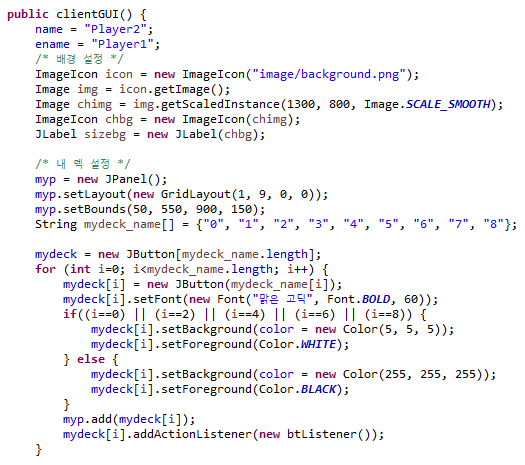 public clientGUI() {
    name = "Player2";
    ename = "Player1";
    /* 배경 설정 */
    ImageIcon icon = new ImageIcon("image/background.png");
    Image img = icon.getImage();
    Image chimg = img.getScaledInstance(1300, 800, Image.SCALE_SMOOTH);
    ImageIcon chbg = new ImageIcon(chimg);
    JLabel sizebg = new JLabel(chbg);

    /* 내 덱 설정 */
    myp = new JPanel();
    myp.setLayout(new GridLayout(1, 9, 0, 0));
    myp.setBounds(50, 550, 900, 150);
    String mydeck_name[] = {"0", "1", "2", "3", "4", "5", "6", "7", "8"};

    mydeck = new JButton[mydeck_name.length];
    for (int i=0; i<mydeck_name.length; i++) {
        mydeck[i] = new JButton(mydeck_name[i]);
        mydeck[i].setFont(new Font("맑은 고딕", Font.BOLD, 60));
        if((i==0) || (i==2) || (i==4) || (i==6) || (i==8)) {
            mydeck[i].setBackground(color = new Color(5, 5, 5));
            mydeck[i].setForeground(Color.WHITE);
        } else {
            mydeck[i].setBackground(color = new Color(255, 255, 255));
            mydeck[i].setForeground(Color.BLACK);
        }
        myp.add(mydeck[i]);
        mydeck[i].addActionListener(new btListener());
    }